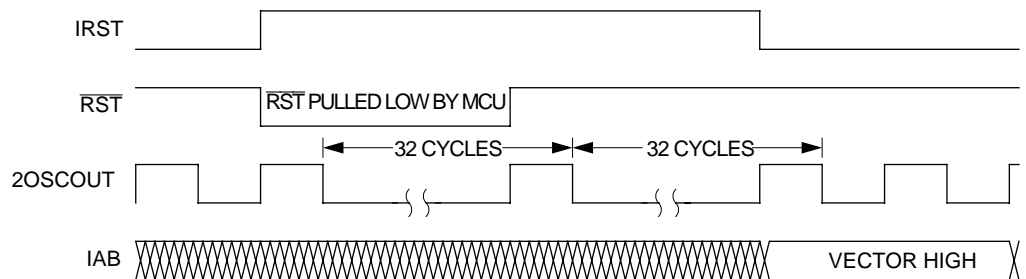 IRST
RST
RST PULLED LOW BY MCU
32 CYCLES
32 CYCLES
2OSCOUT
IAB
VECTOR HIGH